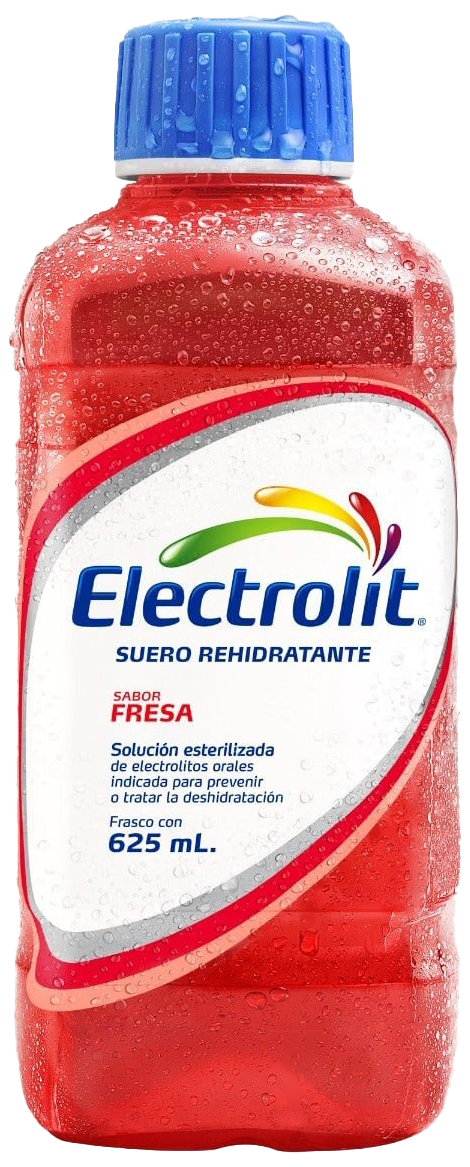 Electrolit®
SUERO REHIDRATANTE
SABOR
FRESA
Solución esterilizada
de electrolitos orales
indicada para prevenir
o tratar la deshidratación
Frasco con
625 mL.